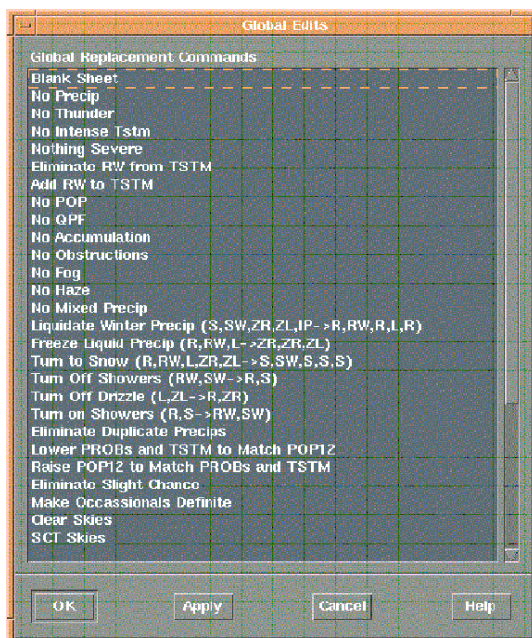 Global Edits
Global Replacement Commands
Blank Sheet
No Precip
No Thunder
No Intense Tstm
Nothing Severe
Eliminate RW from TSTM
Add RW to TSTM
No POP
No QPF
No Accumulation
No Obstructions
No Fog
No Haze
No Mixed Precip
Liquidate Winter Precip (S,SW,ZR,ZL,IP->R,RW,R,L,R)
Freeze Liquid Precip (R,RW,L->ZR,ZR,ZL)
Turn to Snow (R,RW,L,ZR,ZL->S,SW,S,S,S)
Turn Off Showers (RW,SW->R,S)
Turn Off Drizzle (L,ZL->R,ZR)
Turn on Showers (R,S->RW,SW)
Eliminate Duplicate Precips
Lower PROBs and TSTM to Match POP12
Raise POP12 to Match PROBs and TSTM
Eliminate Slight Chance
Make Occassionals Definite
Clear Skies
SCT Skies
OK Apply Cancel Help